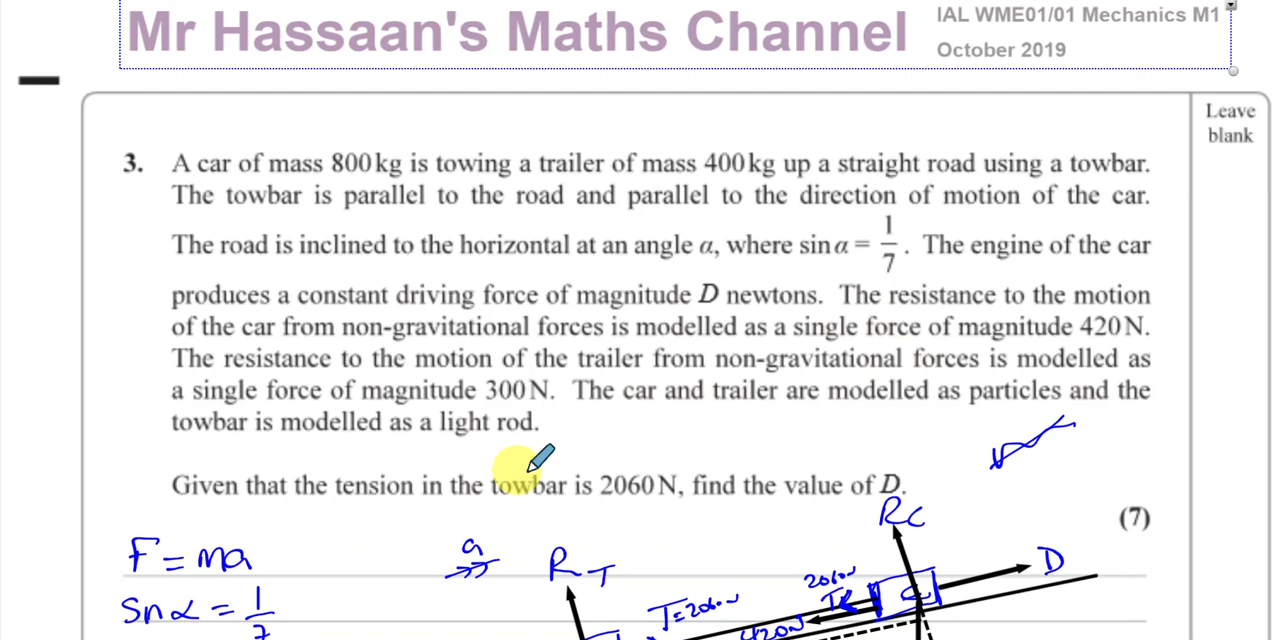 Mr Hassaan's Maths Channel
IAL WME01/01 Mechanics M1
October 2019
Leave
blank
3. A car of mass 800 kg is towing a trailer of mass 400 kg up a straight road using a towbar.
The towbar is parallel to the road and parallel to the direction of motion of the car.
The road is inclined to the horizontal at an angle α, where sin α = 1/7. The engine of the car
produces a constant driving force of magnitude D newtons. The resistance to the motion
of the car from non-gravitational forces is modelled as a single force of magnitude 420 N.
The resistance to the motion of the trailer from non-gravitational forces is modelled as
a single force of magnitude 300 N. The car and trailer are modelled as particles and the
towbar is modelled as a light rod.
Given that the tension in the towbar is 2060 N, find the value of D.
(7)
RC
F = ma
a
RT
D
2060N
T
Sin α = 1/7
T=2060N
420N